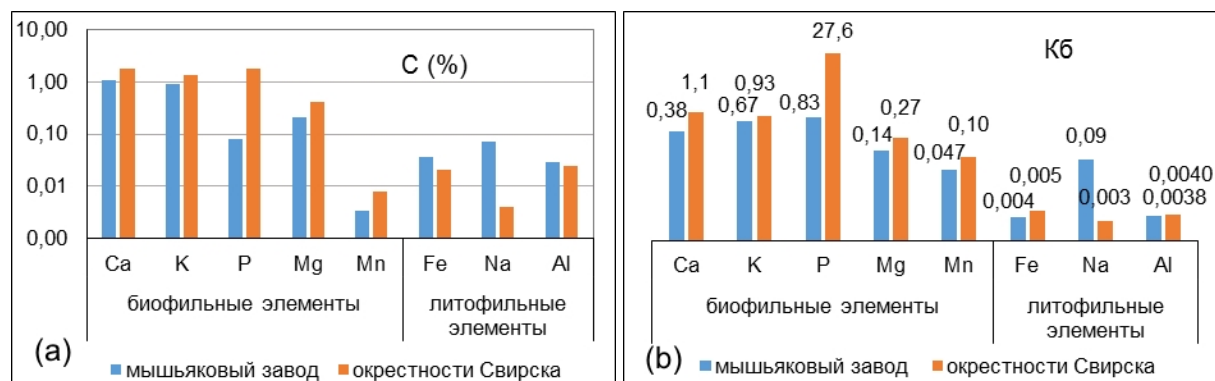 10,00
1,00
0,10
0,01
0,00
C (%)
Ca K P Mg Mn Fe Na Al
биофильные элементы
литофильные
элементы
(a)
мышьяковый завод
окрестности Свирска
Кб
27,6
0,38
1,1
0,67
0,93
0,83
0,14
0,27
0,047
0,10
0,004
0,005
0,09
0,003
0,0040
0,0038
Ca K P Mg Mn Fe Na Al
биофильные элементы
литофильные
элементы
(b)
мышьяковый завод
окрестности Свирска